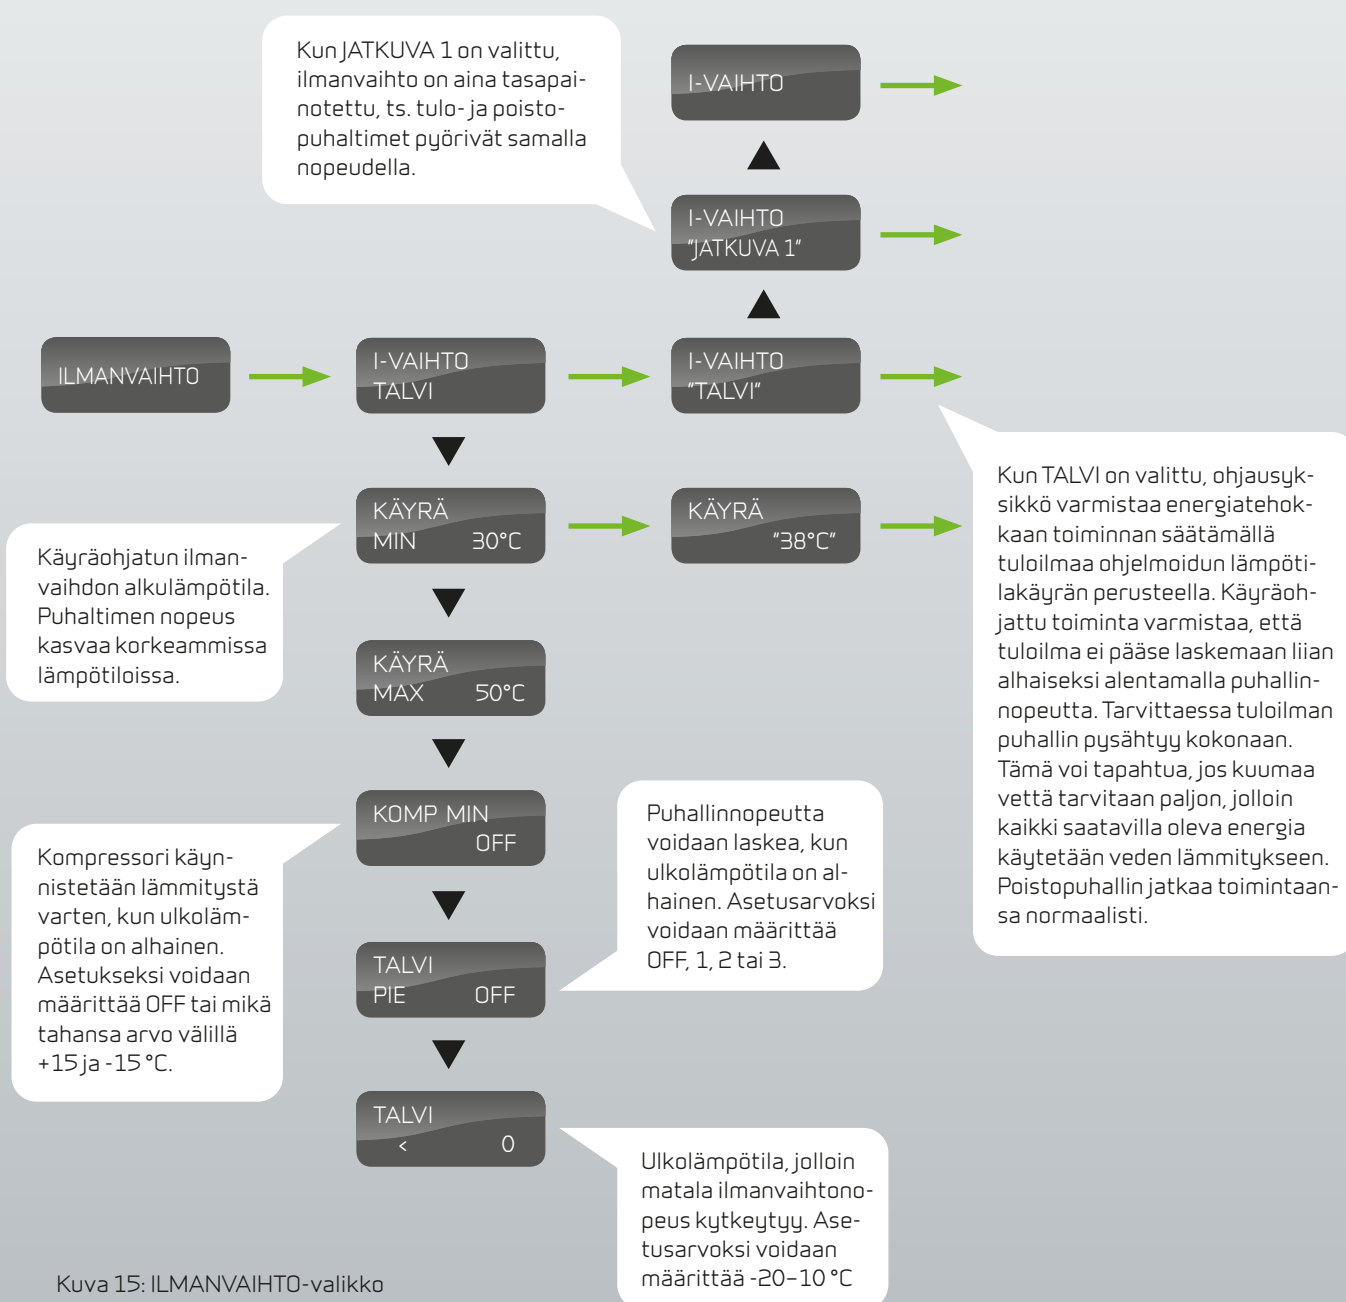 Kun JATKUVA 1 on valittu,
ilmanvaihto on aina tasapai-
notettu, ts. tulo- ja poisto-
puhaltimet pyörivät samalla
nopeudella.
I-VAIHTO
I-VAIHTO
"JATKUVA 1"
ILMANVAIHTO
I-VAIHTO
TALVI
I-VAIHTO
"TALVI"
Kun TALVI on valittu, ohjausyk-
sikkö varmistaa energiatehok-
kaan toiminnan säätämällä
tuloilmaa ohjelmoidun lämpöti-
lakäyrän perusteella. Käyräoh-
jattu toiminta varmistaa, että
tuloilma ei pääse laskemaan liian
alhaiseksi alentamalla puhallin-
nopeutta. Tarvittaessa tuloilman
puhallin pysähtyy kokonaan.
Tämä voi tapahtua, jos kuumaa
vettä tarvitaan paljon, jolloin
kaikki saatavilla oleva energia
käytetään veden lämmitykseen.
Poistopuhallin jatkaa toimintaan-
sa normaalisti.
KÄYRÄ
MIN 30°C
KÄYRÄ
"38°C"
Käyräohjatun ilman-
vaihdon alkulämpötila.
Puhaltimen nopeus
kasvaa korkeammissa
lämpötiloissa.
KÄYRÄ
MAX 50°C
KOMP MIN
OFF
Kompressori käyn-
nistetään lämmitystä
varten, kun ulkoläm-
pötila on alhainen.
Asetukseksi voidaan
määrittää OFF tai mikä
tahansa arvo välillä
+15 ja -15 °C.
Puhallinnopeutta
voidaan laskea, kun
ulkolämpötila on al-
hainen. Asetusarvoksi
voidaan määrittää
OFF, 1, 2 tai 3.
TALVI
PIE OFF
TALVI
< 0
Ulkolämpötila, jolloin
matala ilmanvaihtono-
peus kytkeytyy. Ase-
tusarvoksi voidaan
määrittää -20–10 °C
Kuva 15: ILMANVAIHTO-valikko